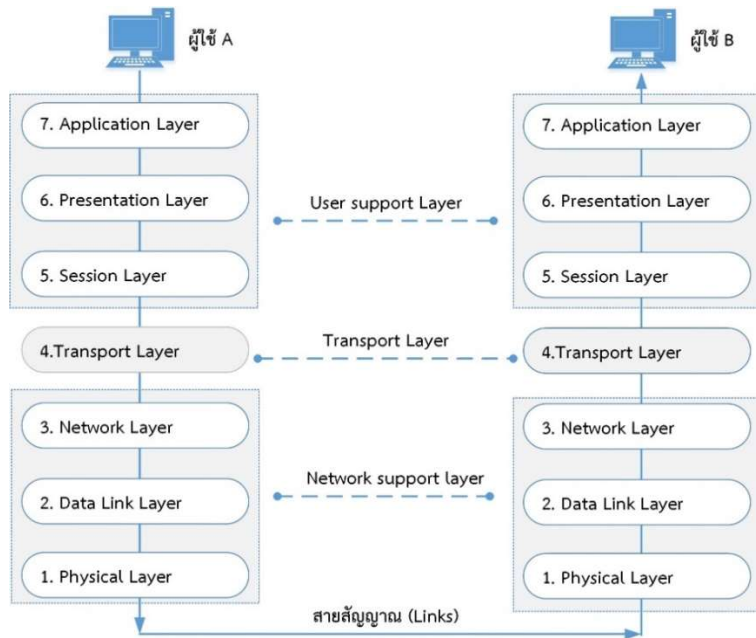 ผู้ใช้ A
ผู้ใช้ B
7. Application Layer
7. Application Layer
6. Presentation Layer
User support Layer
6. Presentation Layer
5. Session Layer
5. Session Layer
4.Transport Layer
Transport Layer
4.Transport Layer
3. Network Layer
3. Network Layer
Network support layer
2. Data Link Layer
2. Data Link Layer
1. Physical Layer
1. Physical Layer
สายสัญญาณ (Links)